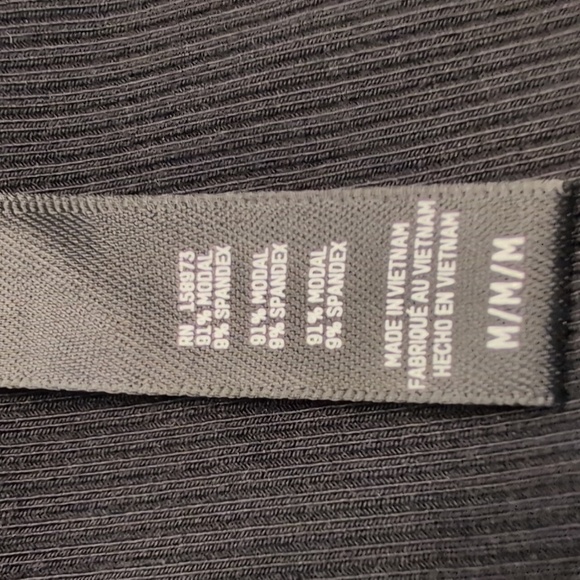 M/M/M
MADE IN VIETNAM
FABRIQUÉ AU VIETNAM
HECHO EN VIETNAM
91% MODAL
9% SPANDEX
91% MODAL
9% SPANDEX
RN 158973
91% MODAL
9% SPANDEX